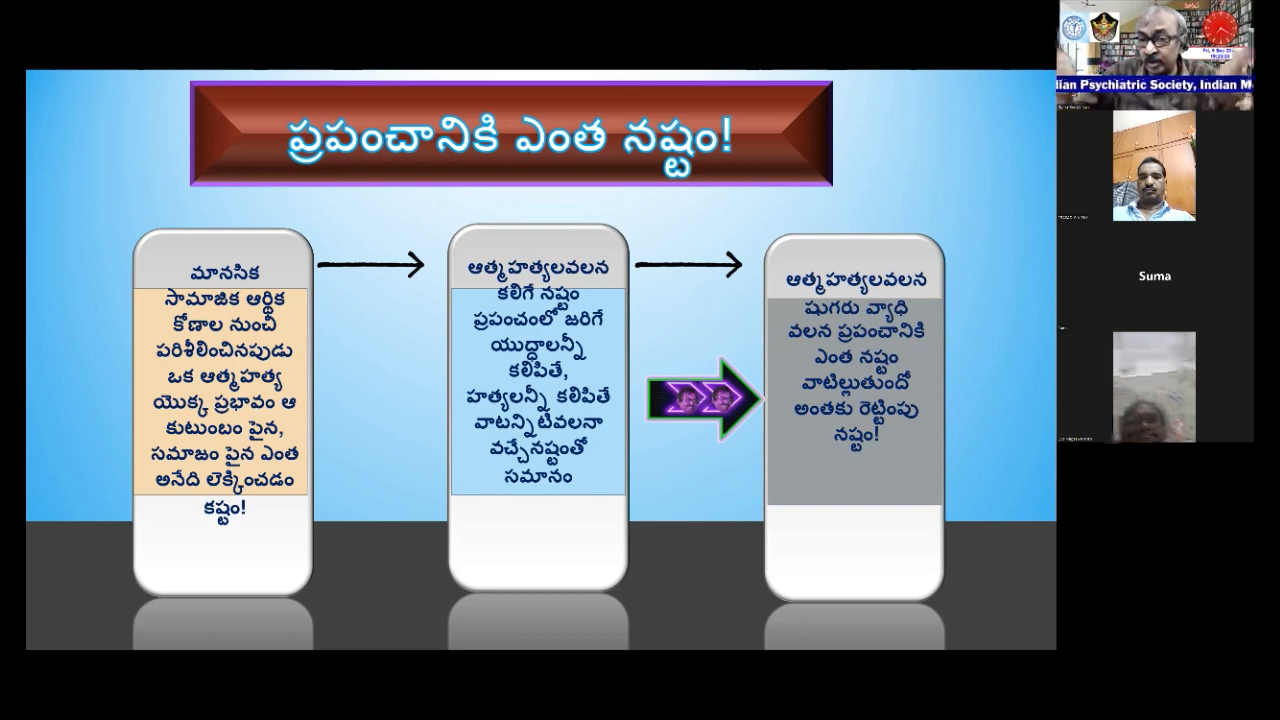 ప్రపంచానికి ఎంత నష్టం!
మానసిక
సామాజిక ఆర్థిక
కోణాల నుంచి
పరిశీలించినపుడు
ఒక ఆత్మహత్య
యొక్క ప్రభావం ఆ
కుటుంబం పైన,
సమాజం పైన ఎంత
అనేది లెక్కించడం
కష్టం!
ఆత్మహత్యలవలన
కలిగే నష్టం
ప్రపంచంలో జరిగే
యుద్ధాలన్నీ
కలిపితే,
హత్యలన్నీ కలిపితే
వాటన్నిటివలనా
వచ్చేనష్టంతో
సమానం
ఆత్మహత్యలవలన
షుగరు వ్యాధి
వలన ప్రపంచానికి
ఎంత నష్టం
వాటిల్లుతుందో
అంతకు రెట్టింపు
నష్టం!
dian Psychiatric Society, Indian M
Suma